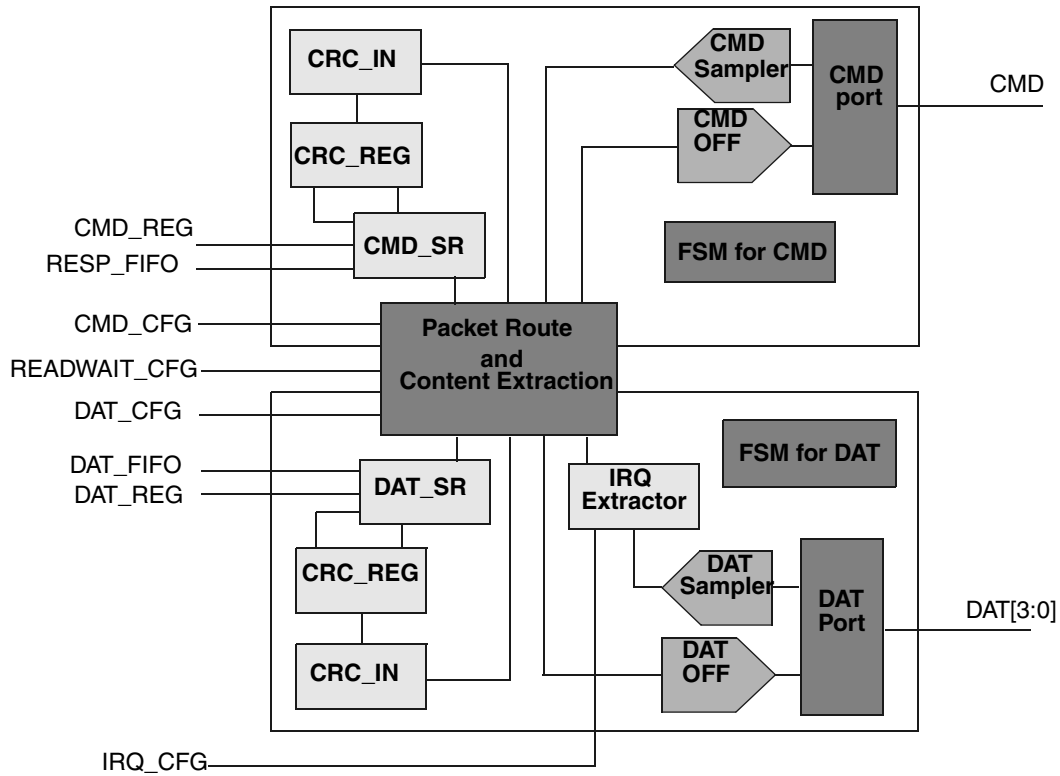 CRC_IN
CRC_REG
CMD_SR
CMD
Sampler
CMD
OFF
CMD
port
CMD
FSM for CMD
CMD_REG
RESP_FIFO
CMD_CFG
READWAIT_CFG
DAT_CFG
Packet Route
and
Content Extraction
DAT_FIFO
DAT_REG
DAT_SR
CRC_REG
CRC_IN
IRQ
Extractor
FSM for DAT
DAT
Sampler
DAT
OFF
DAT
Port
DAT[3:0]
IRQ_CFG